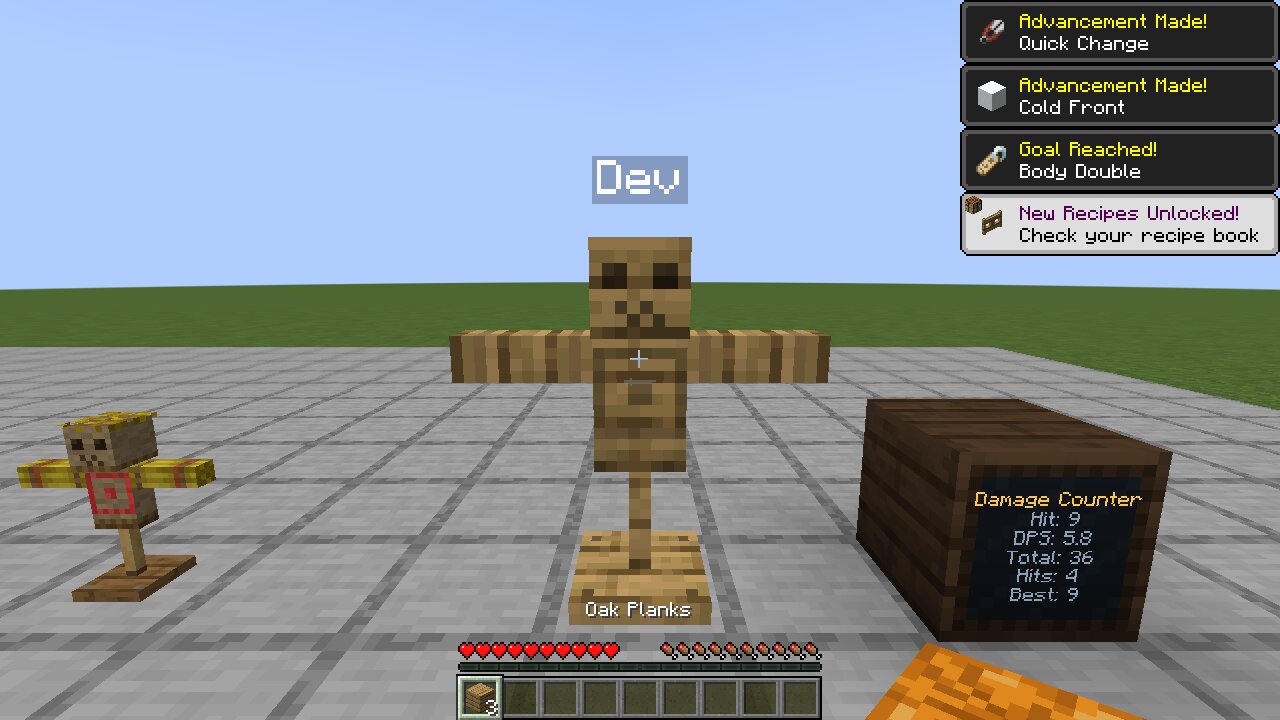 Advancement Made!
Quick Change
Advancement Made!
Cold Front
Goal Reached!
Body Double
New Recipes Unlocked!
Check your recipe book
Dev
Damage Counter
Hit: 9
DPS: 5.8
Total: 36
Hits: 4
Best: 9
Oak Planks
3